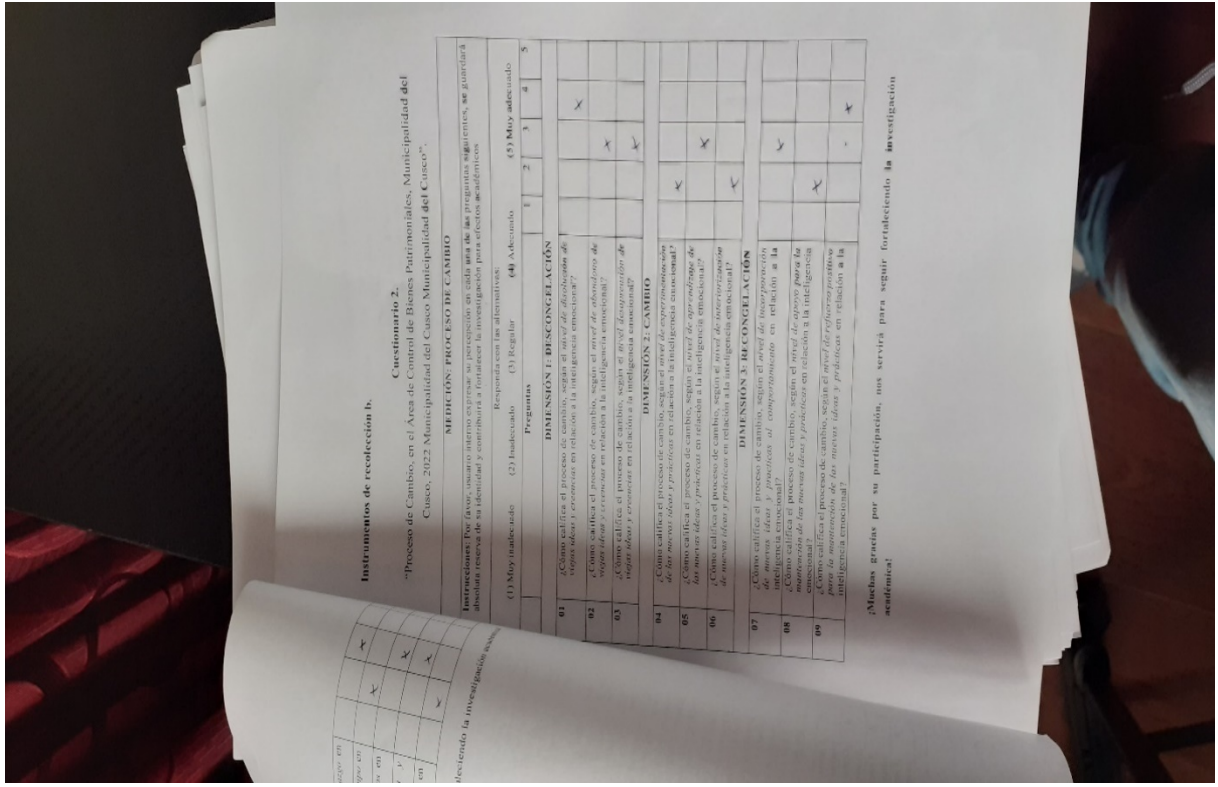 Instrumentos de recolección b.
Cuestionario 2.
"Proceso de Cambio, en el Área de Control de Bienes Patrimoniales, Municipalidad del
Cusco, 2022 Municipalidad del Cusco Municipalidad del Cusco".
MEDICIÓN: PROCESO DE CAMBIO
Instrucciones: Por favor, usuario interno expresar su percepción en cada una de las preguntas siguientes, se guardará
absoluta reserva de su identidad y contribuirá a fortalecer la investigación para efectos académicos
Responda con las alternativas:
(1) Muy inadecuado (2) Inadecuado (3) Regular (4) Adecuado (5) Muy adecuado
Preguntas 1 2 3 4 5
DIMENSIÓN 1: DESCONGELACIÓN
01 ¿Cómo califica el proceso de cambio, según el nivel de disolución de
viejas ideas y creencias en relación a la inteligencia emocional? X
02 ¿Cómo califica el proceso de cambio, según el nivel de abandono de
viejas ideas y creencias en relación a la inteligencia emocional? X
03 ¿Cómo califica el proceso de cambio, según el nivel desaprensión de
viejas ideas y creencias en relación a la inteligencia emocional? X
DIMENSIÓN 2: CAMBIO
04 ¿Cómo califica el proceso de cambio, según el nivel de experimentación
de las nuevas ideas y prácticas en relación a la inteligencia emocional? X
05 ¿Cómo califica el proceso de cambio, según el nivel de aprendizaje de
las nuevas ideas y prácticas en relación a la inteligencia emocional? X
06 ¿Cómo califica el proceso de cambio, según el nivel de interiorización
de nuevas ideas y prácticas en relación a la inteligencia emocional? X
DIMENSIÓN 3: RECONGELACIÓN
07 ¿Cómo califica el proceso de cambio, según el nivel de incorporación
de nuevas ideas y practicas al comportamiento en relación a la
inteligencia emocional? X
08 ¿Cómo califica el proceso de cambio, según el nivel de apoyo para la
mantención de las nuevas ideas y prácticas en relación a la inteligencia
emocional? X
09 ¿Cómo califica el proceso de cambio, según el nivel de refuerzo positivo
para la mantención de las nuevas ideas y prácticas en relación a la
inteligencia emocional? X
¡Muchas gracias por su participación, nos servirá para seguir fortaleciendo la investigación
académica!
en
en
en X
y X
en X
X
leciendo la investigación